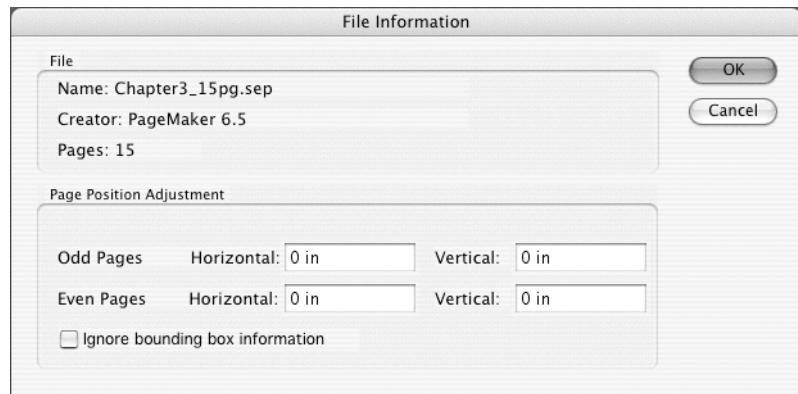 File Information
File
Name: Chapter3_15pg.sep
Creator: PageMaker 6.5
Pages: 15
OK
Cancel
Page Position Adjustment
Odd Pages Horizontal: 0 in Vertical: 0 in
Even Pages Horizontal: 0 in Vertical: 0 in
Ignore bounding box information